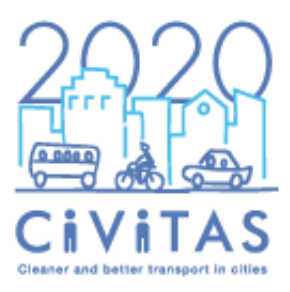 2020
CiViTAS
Cleaner and better transport in cities